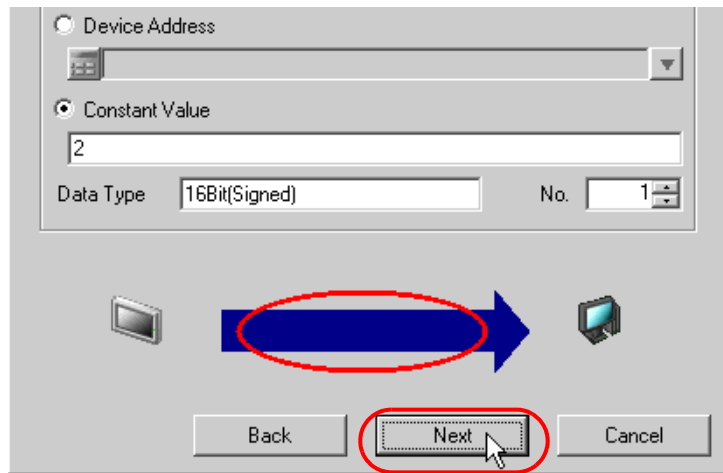 Device Address
Constant Value
2
Data Type 16Bit(Signed) No. 1
Back Next Cancel